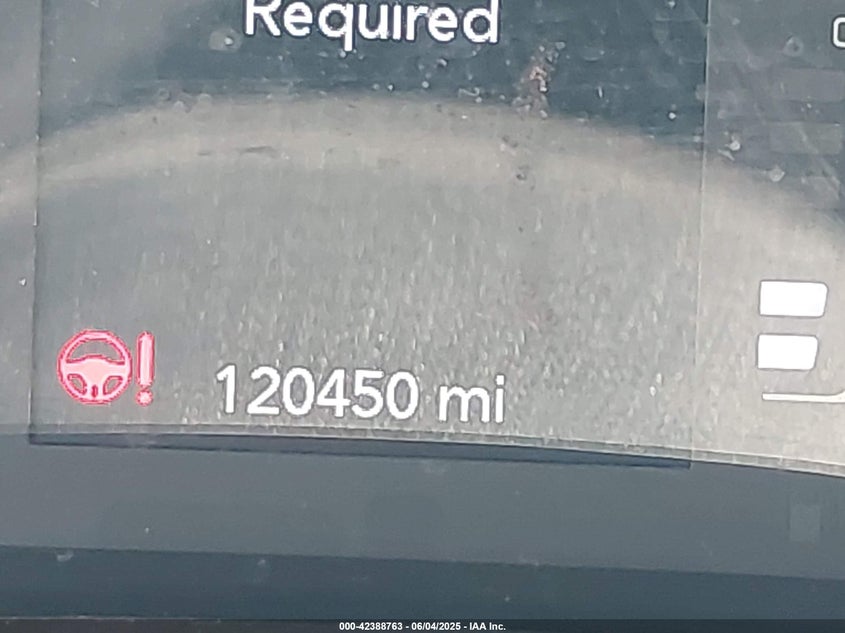 Required
120450 mi
000-42388763 - 06/04/2025 - IAA Inc.